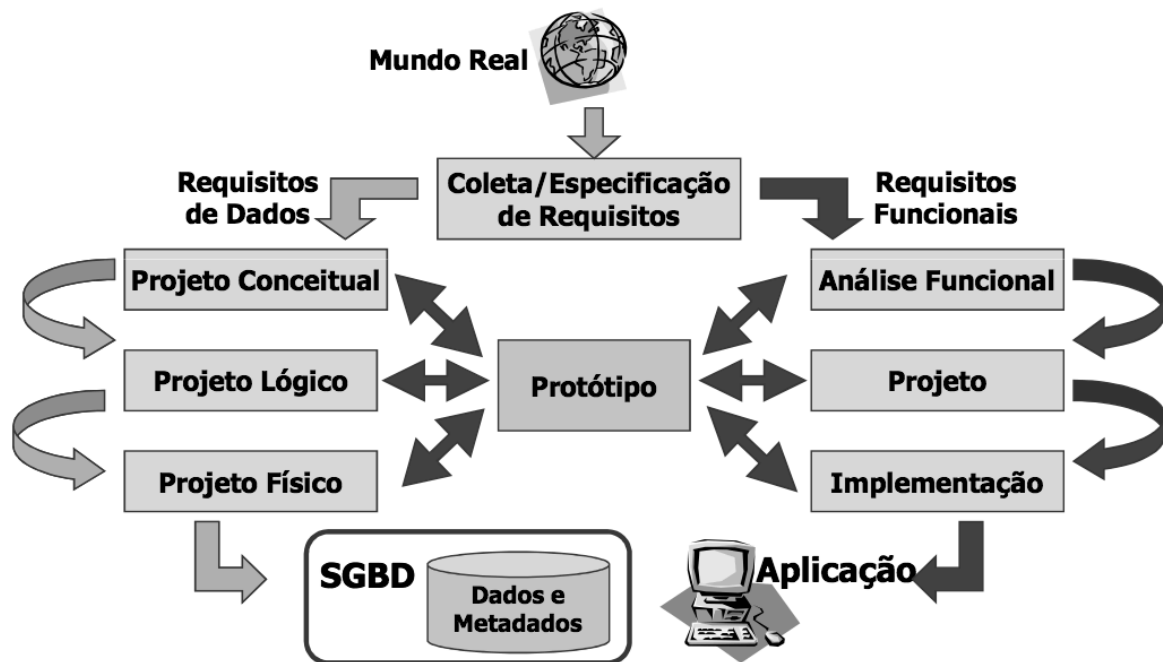 Mundo Real
Requisitos
de Dados
Coleta/Especificação
de Requisitos
Requisitos
Funcionais
Projeto Conceitual
Análise Funcional
Projeto Lógico
Protótipo
Projeto
Projeto Físico
Implementação
SGBD
Dados e
Metadados
Aplicação